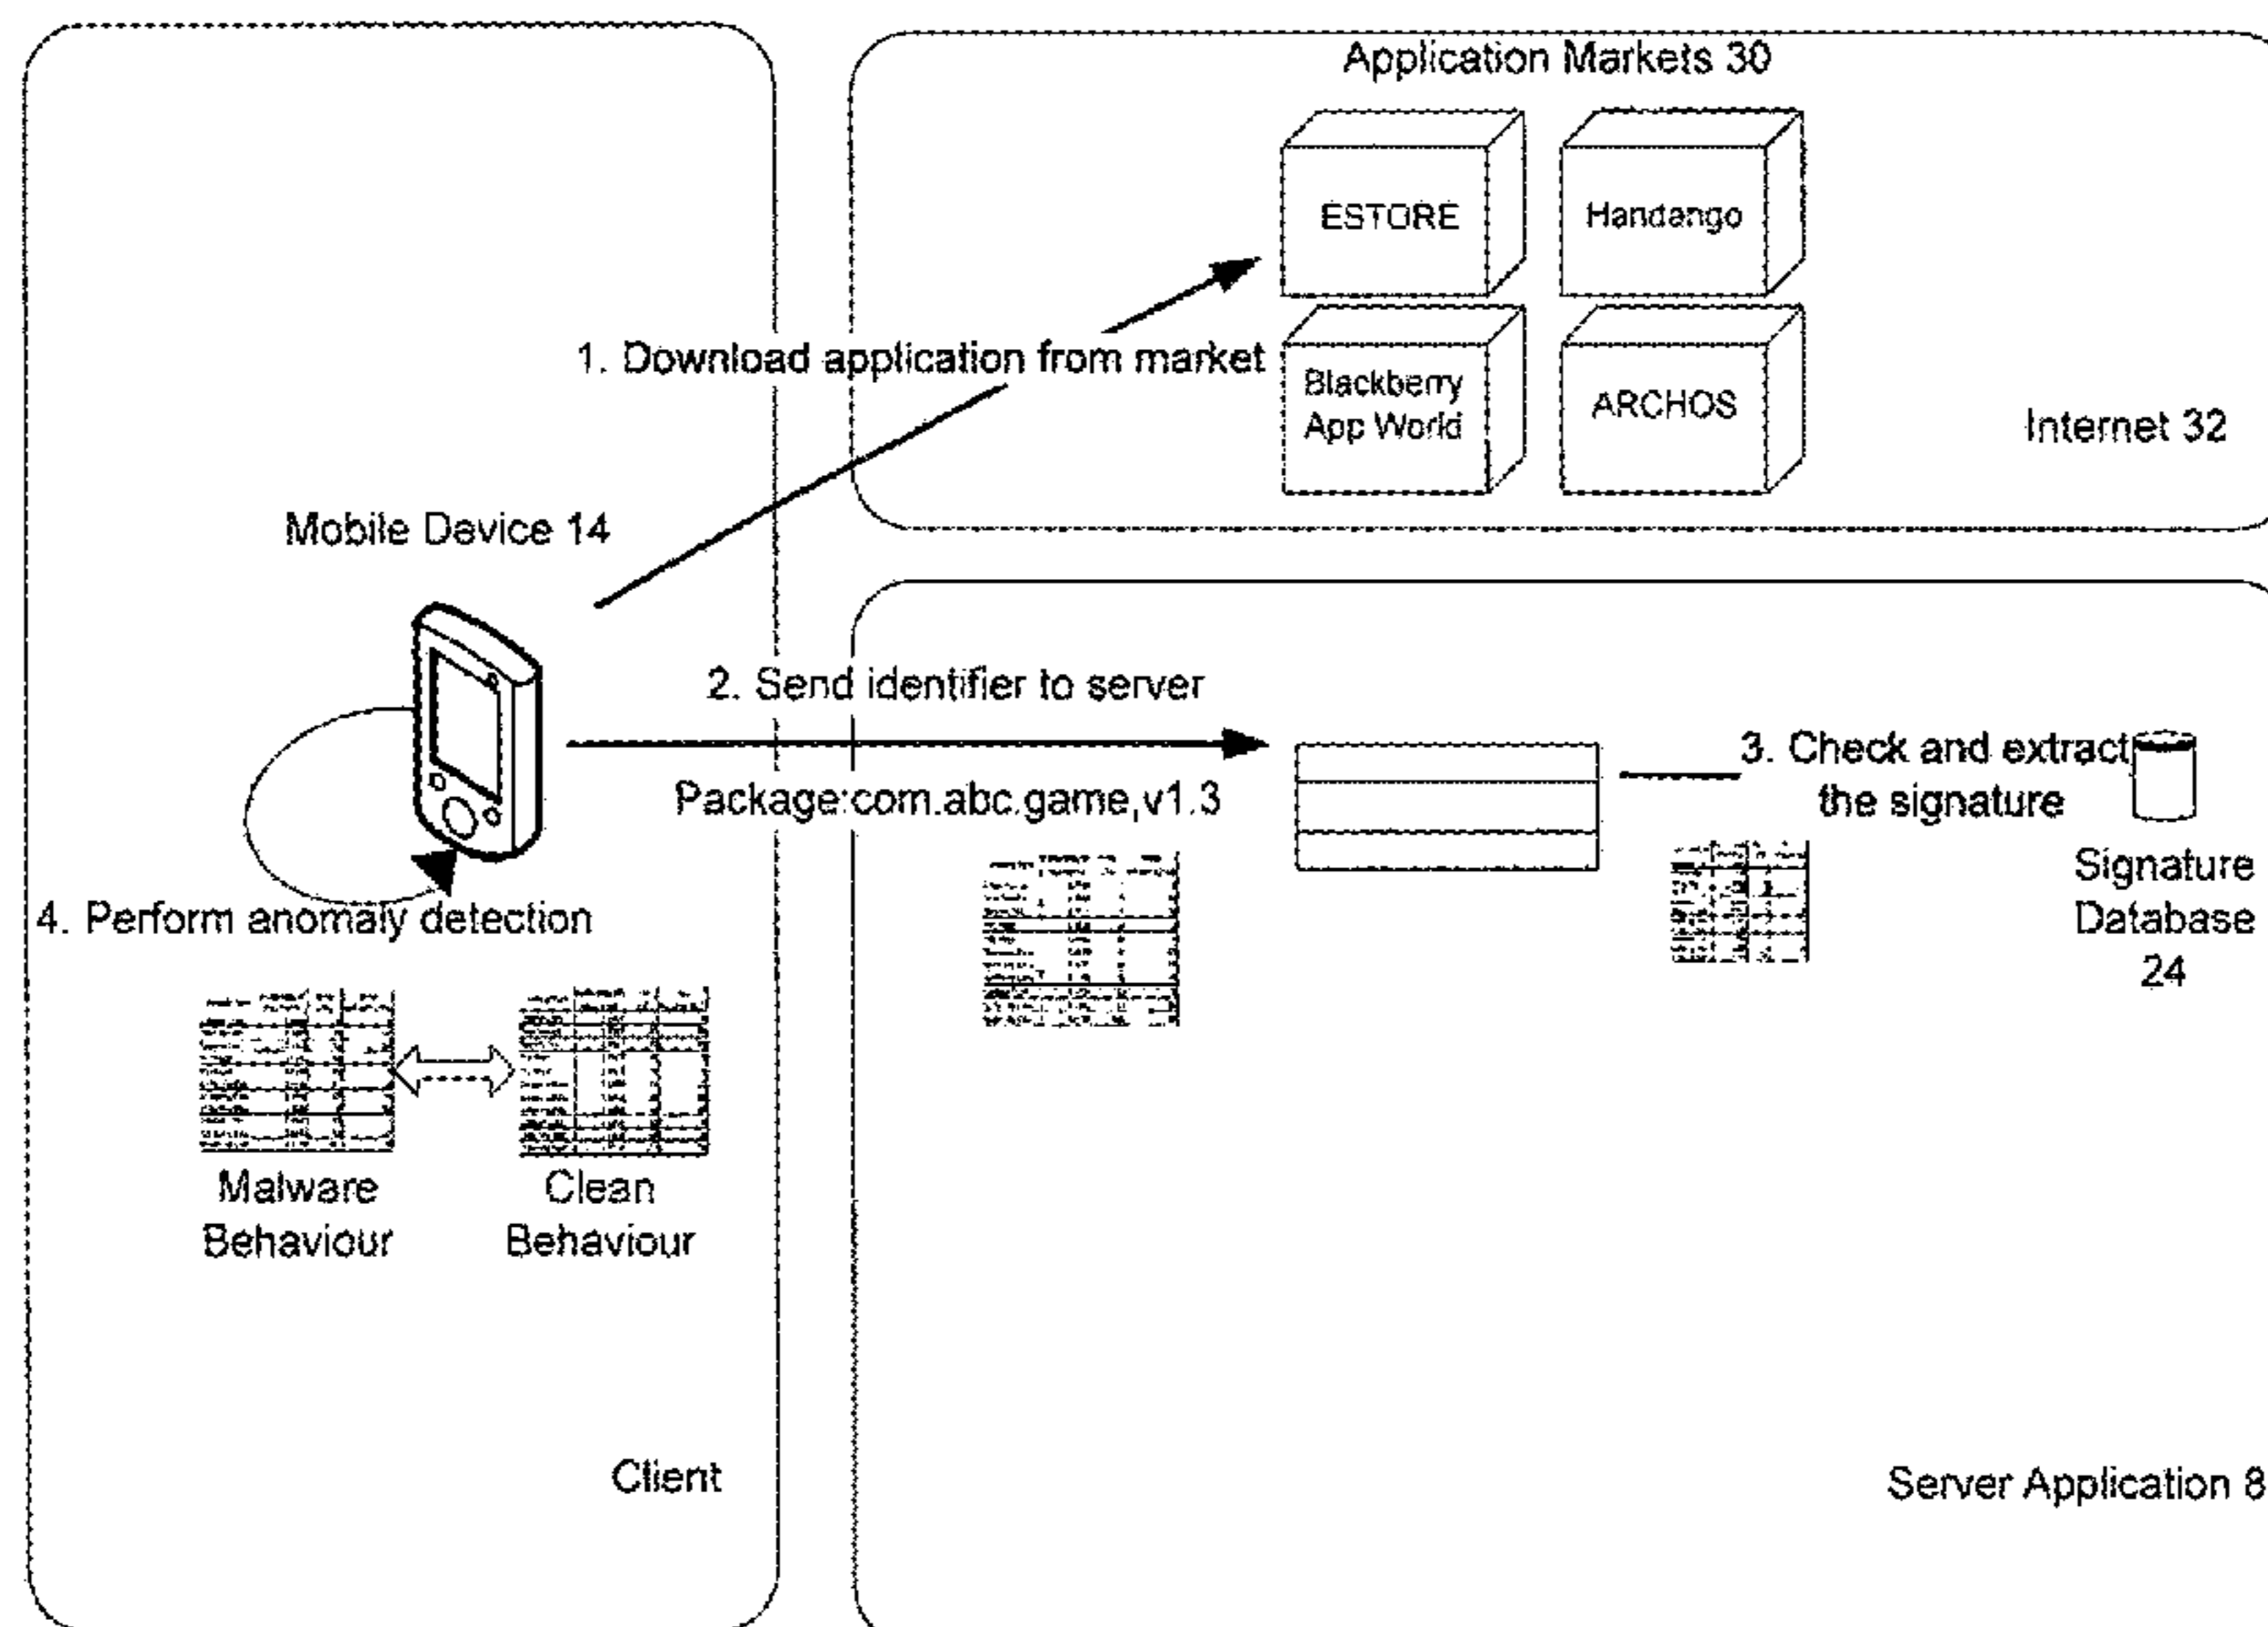 Application Markets 30
ESTORE
Handango
1. Download application from market
Blackberry
App World
ARCHOS
Internet 32
Mobile Device 14
2. Send identifier to server
Package:com.abc.game,v1.3
3. Check and extract
the signature
Signature
Database
24
4. Perform anomaly detection
Malware
Behaviour
Clean
Behaviour
Client
Server Application 8